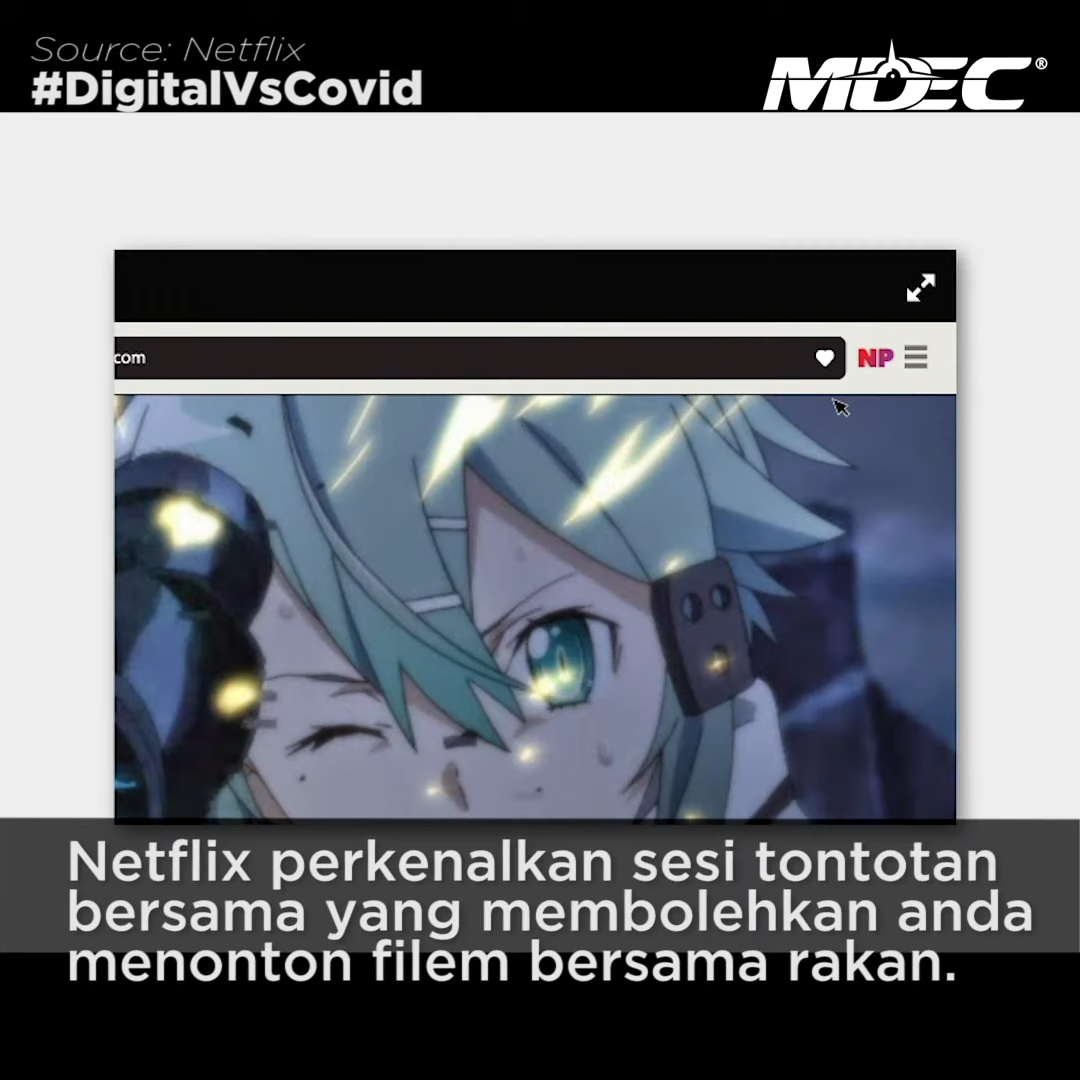 Source: Netflix
#DigitalVsCovid
MDEC®
com
NP
Netflix perkenalkan sesi tontotan
bersama yang membolehkan anda
menonton filem bersama rakan.